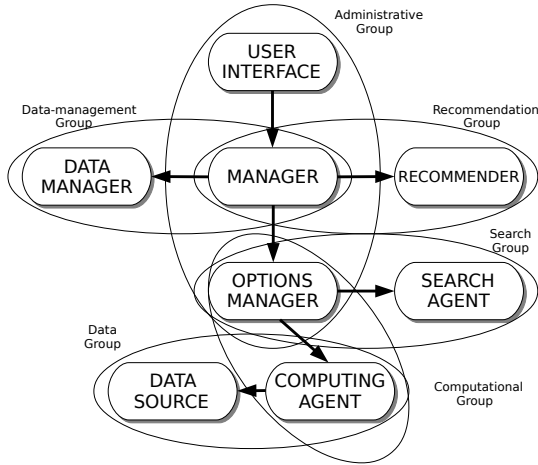 Administrative
Group
USER
INTERFACE
Data-management
Group
Recommendation
Group
DATA
MANAGER
MANAGER
RECOMMENDER
Search
Group
OPTIONS
MANAGER
SEARCH
AGENT
Data
Group
DATA
SOURCE
COMPUTING
AGENT
Computational
Group